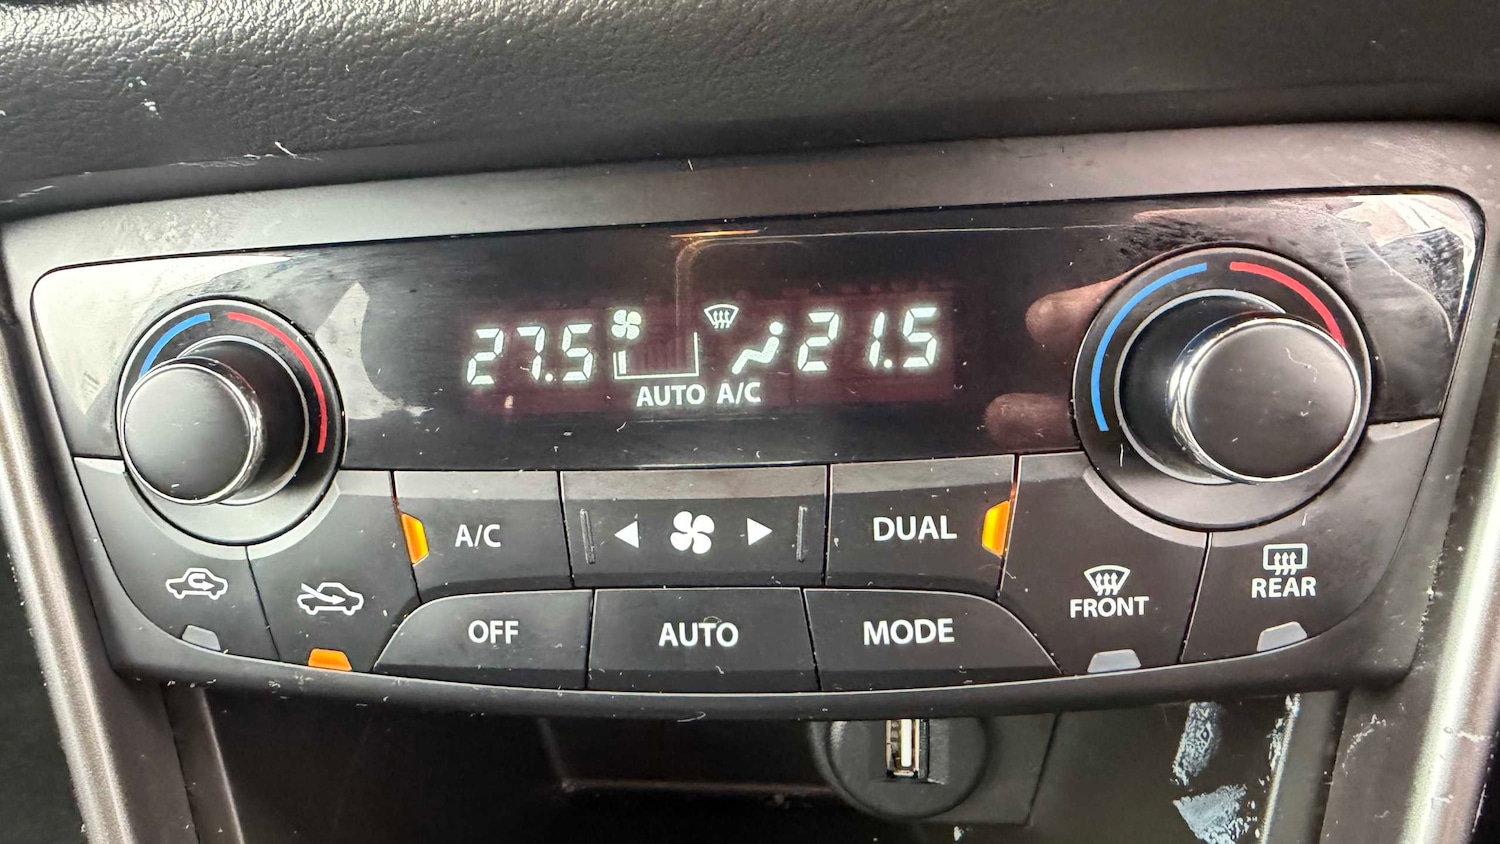 27.5 21.5
AUTO A/C
A/C
DUAL
FRONT
REAR
OFF
AUTO
MODE